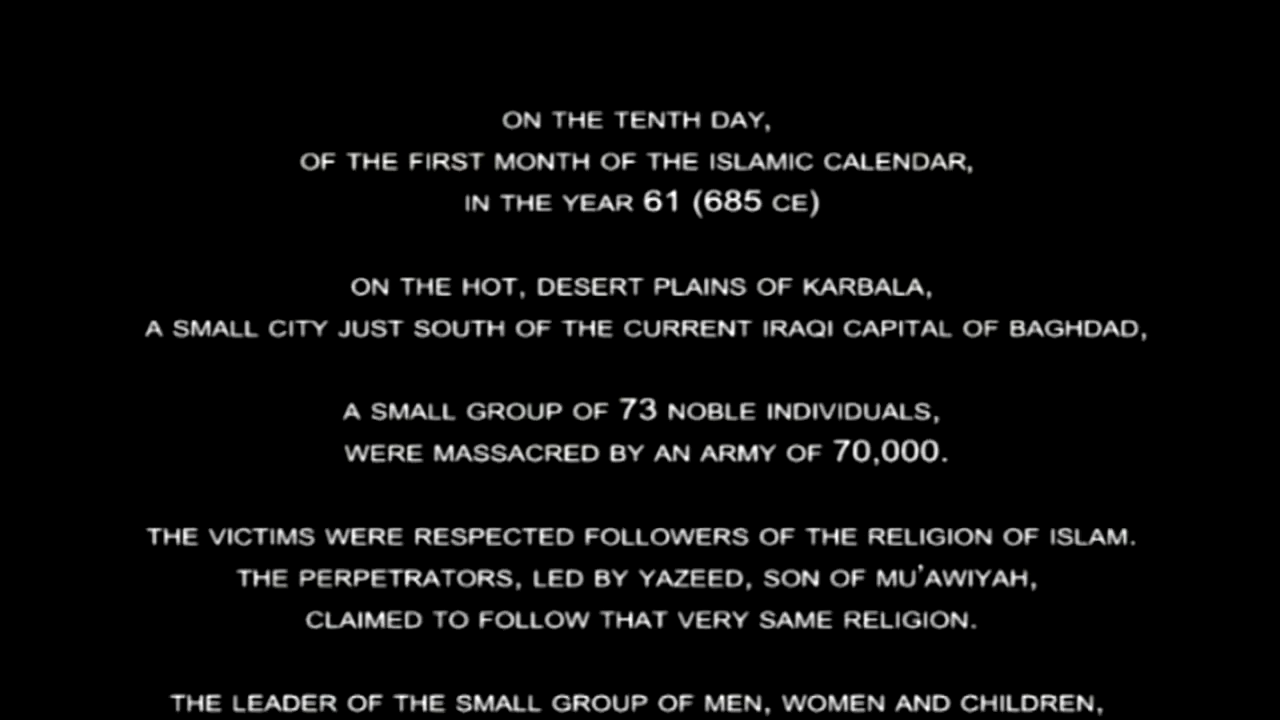 ON THE TENTH DAY,
OF THE FIRST MONTH OF THE ISLAMIC CALENDAR,
IN THE YEAR 61 (685 CE)
ON THE HOT, DESERT PLAINS OF KARBALA,
A SMALL CITY JUST SOUTH OF THE CURRENT IRAQI CAPITAL OF BAGHDAD,
A SMALL GROUP OF 73 NOBLE INDIVIDUALS,
WERE MASSACRED BY AN ARMY OF 70,000.
THE VICTIMS WERE RESPECTED FOLLOWERS OF THE RELIGION OF ISLAM.
THE PERPETRATORS, LED BY YAZEED, SON OF MU'AWIYAH,
CLAIMED TO FOLLOW THAT VERY SAME RELIGION.
THE LEADER OF THE SMALL GROUP OF MEN, WOMEN AND CHILDREN,